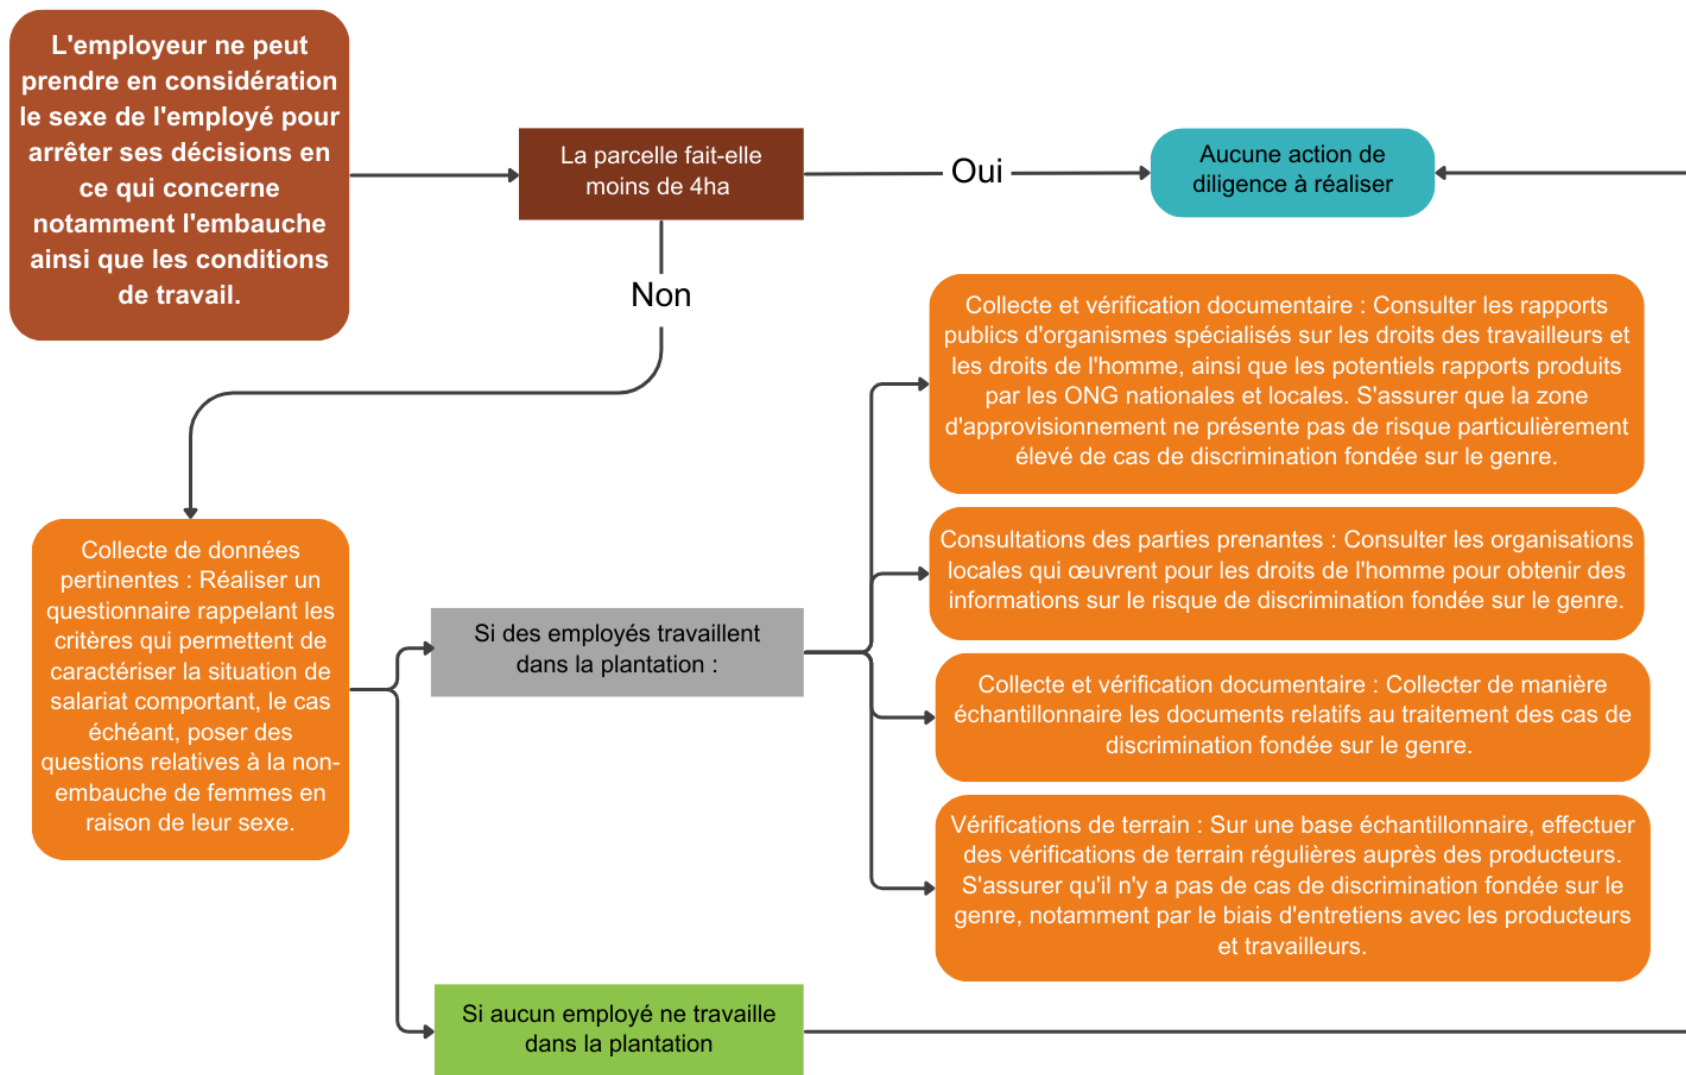 L'employeur ne peut
prendre en considération
le sexe de l'employé pour
arrêter ses décisions en
ce qui concerne
notamment l'embauche
ainsi que les conditions
de travail.
La parcelle fait-elle
moins de 4ha
Oui
Aucune action de
diligence à réaliser
Non
Collecte et vérification documentaire : Consulter les rapports
publics d'organismes spécialisés sur les droits des travailleurs et
les droits de l'homme, ainsi que les potentiels rapports produits
par les ONG nationales et locales. S'assurer que la zone
d'approvisionnement ne présente pas de risque particulièrement
élevé de cas de discrimination fondée sur le genre.
Collecte de données
pertinentes : Réaliser un
questionnaire rappelant les
critères qui permettent de
caractériser la situation de
salariat comportant, le cas
échéant, poser des
questions relatives à la non-
embauche de femmes en
raison de leur sexe.
Si des employés travaillent
dans la plantation :
Consultations des parties prenantes : Consulter les organisations
locales qui œuvrent pour les droits de l'homme pour obtenir des
informations sur le risque de discrimination fondée sur le genre.
Collecte et vérification documentaire : Collecter de manière
échantillonnaire les documents relatifs au traitement des cas de
discrimination fondée sur le genre.
Vérifications de terrain : Sur une base échantillonnaire, effectuer
des vérifications de terrain régulières auprès des producteurs.
S'assurer qu'il n'y a pas de cas de discrimination fondée sur le
genre, notamment par le biais d'entretiens avec les producteurs
et travailleurs.
Si aucun employé ne travaille
dans la plantation